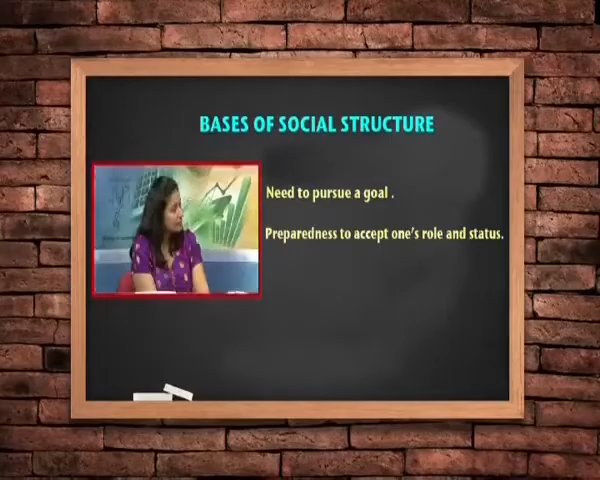 BASES OF SOCIAL STRUCTURE
Need to pursue a goal .
Preparedness to accept one's role and status.